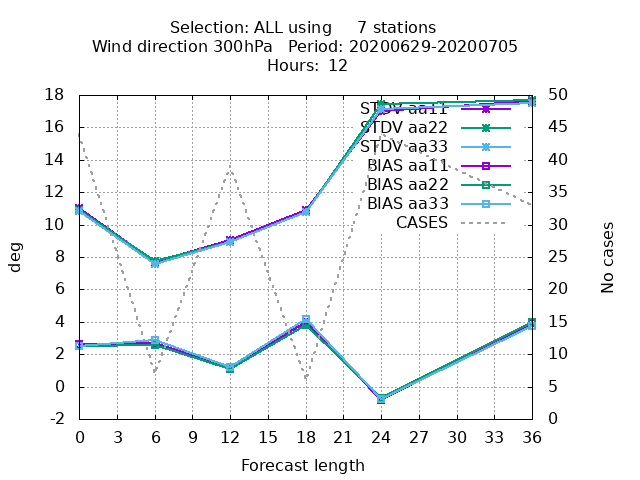 Selection: ALL using     7 stations
Wind direction 300hPa   Period: 20200629-20200705
Hours:  12
18
16
14
12
10
8
6
4
2
0
-2
deg
STDV aa11
STDV aa22
STDV aa33
BIAS aa11
BIAS aa22
BIAS aa33
CASES
50
45
40
35
30
25
20
15
10
5
0
No cases
0 3 6 9 12 15 18 21 24 27 30 33 36
Forecast length